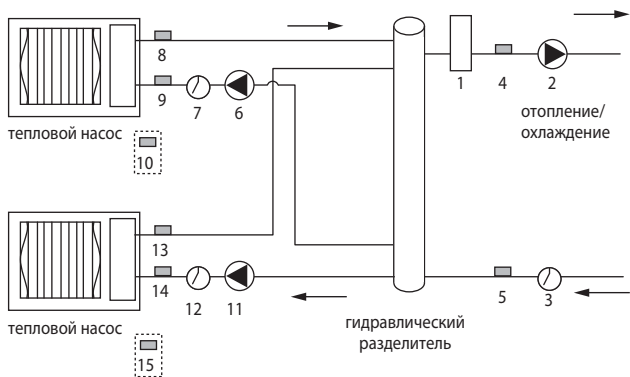 8
9
7
6
1
4
2
тепловой насос
10
отопление/
охлаждение
13
14
12
11
5
3
тепловой насос
15
гидравлический
разделитель